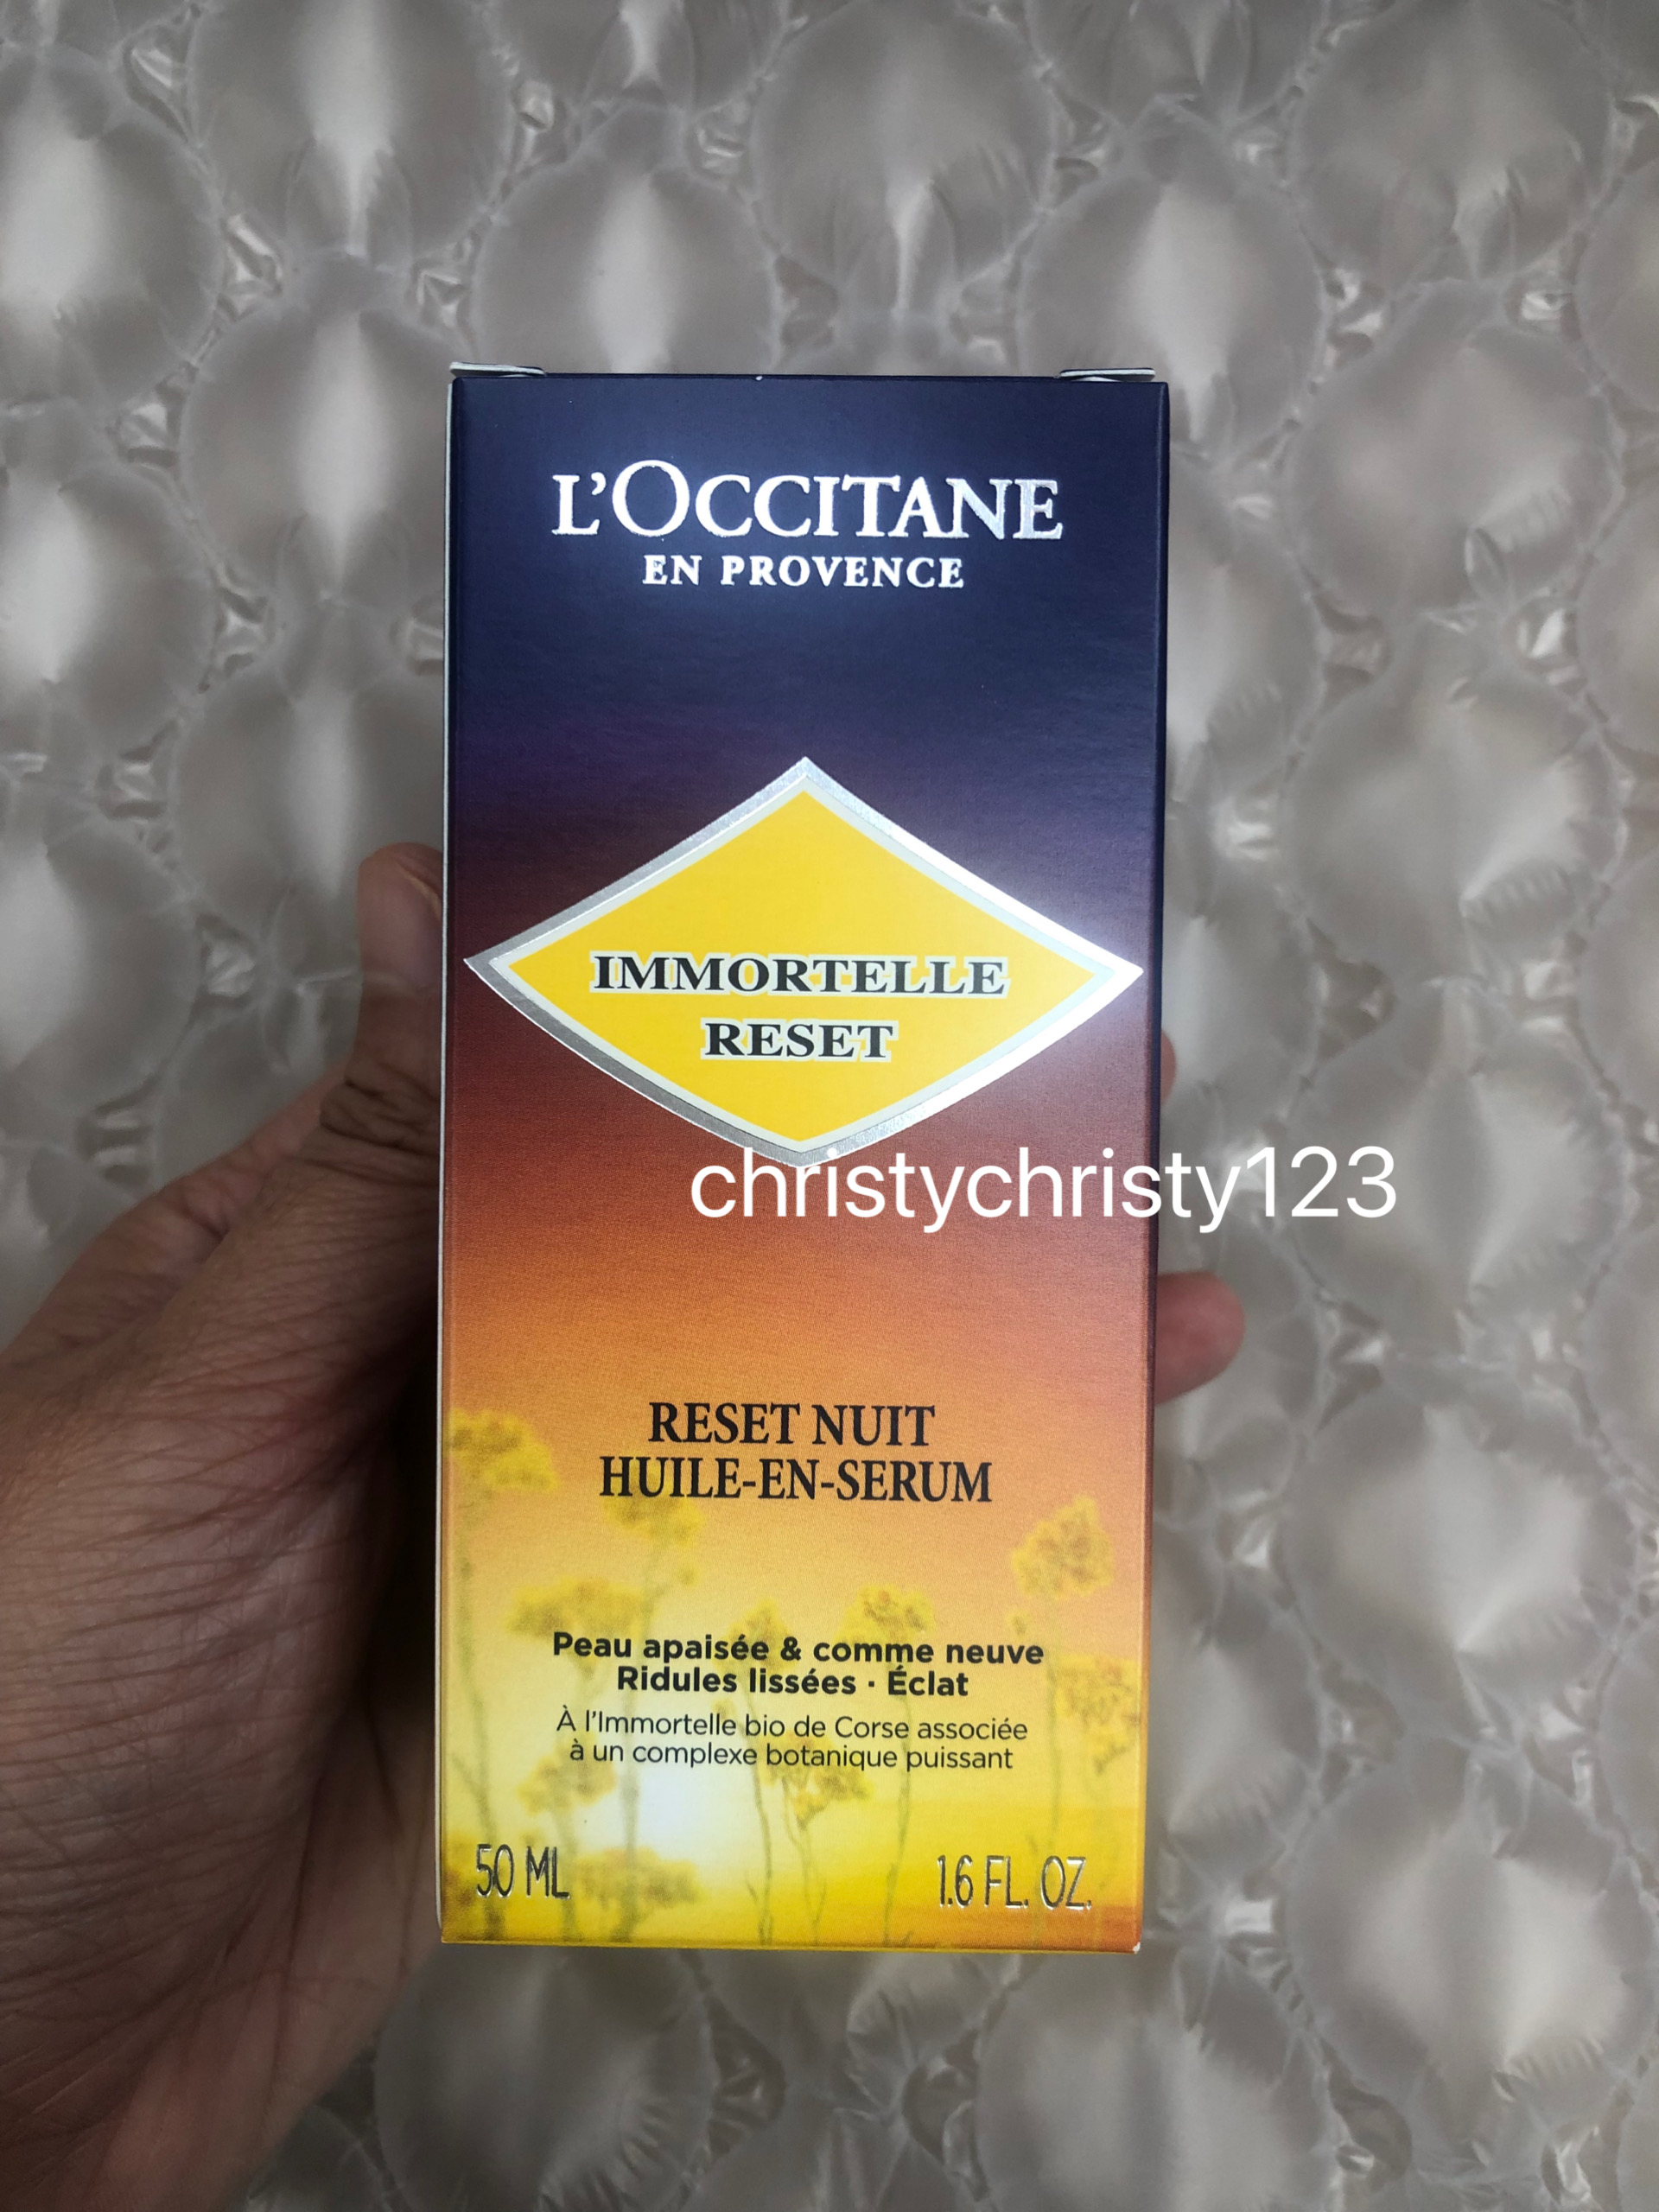 L'OCCITANE
EN PROVENCE
IMMORTELLE
RESET
christychristy123
RESET NUIT
HUILE-EN-SERUM
Peau apaisée & comme neuve
Ridules lissées · Éclat
À l'Immortelle bio de Corse associée
à un complexe botanique puissant
50 ML
1.6 FL. OZ.